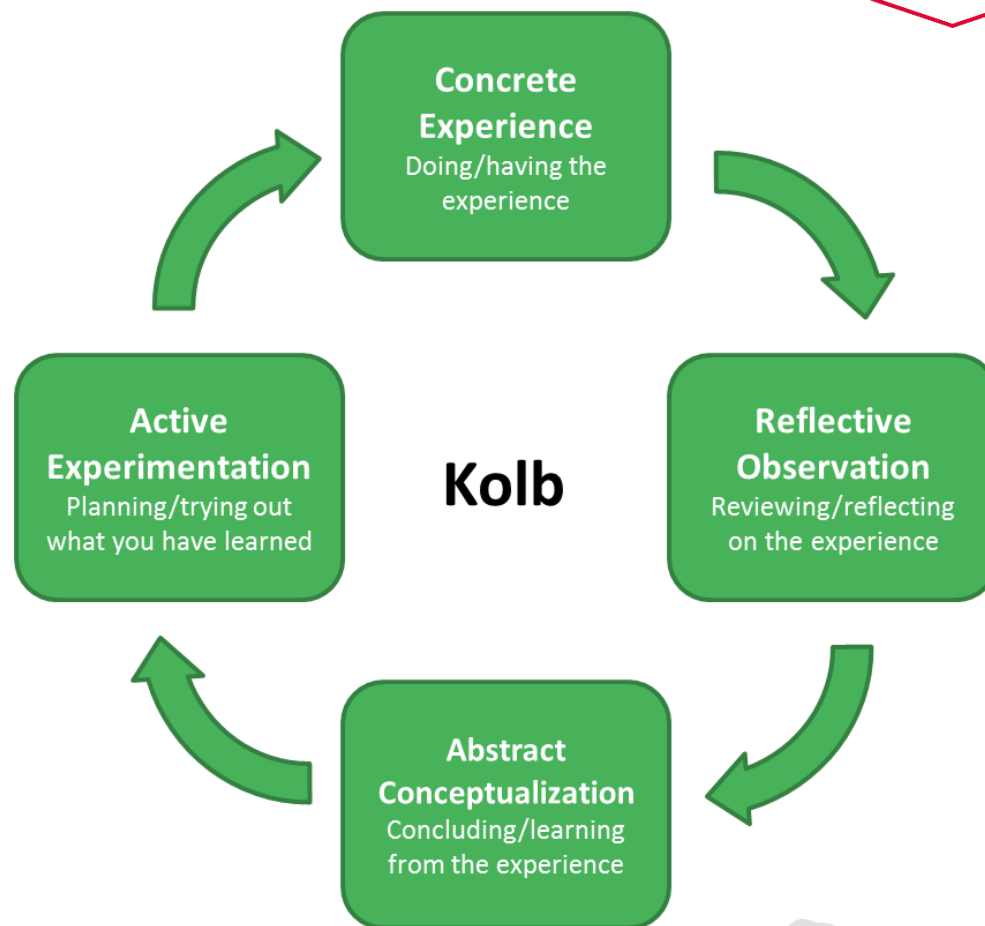 Concrete
Experience
Doing/having the
experience
Reflective
Observation
Reviewing/reflecting
on the experience
Abstract
Conceptualization
Concluding/learning
from the experience
Active
Experimentation
Planning/trying out
what you have learned
Kolb